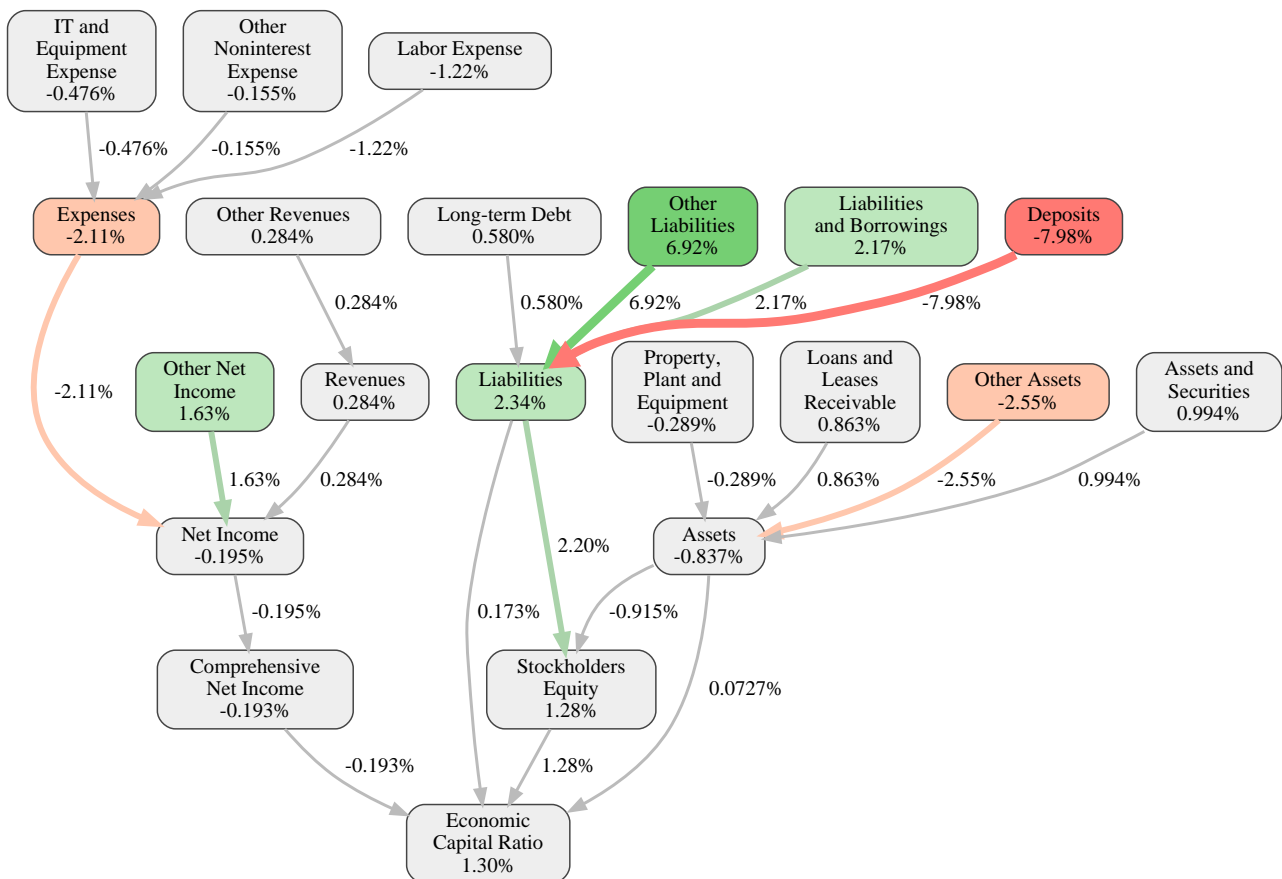 IT and
Equipment
Expense
-0.476%
Other
Noninterest
Expense
-0.155%
Labor Expense
-1.22%
-0.476%
-0.155%
-1.22%
Expenses
-2.11%
Other Revenues
0.284%
Long-term Debt
0.580%
Other
Liabilities
6.92%
Liabilities
and Borrowings
2.17%
Deposits
-7.98%
0.284%
0.580%
6.92%
2.17%
-7.98%
Other Net
Income
1.63%
Revenues
0.284%
Liabilities
2.34%
Property,
Plant and
Equipment
-0.289%
Loans and
Leases
Receivable
0.863%
Other Assets
-2.55%
Assets and
Securities
0.994%
-2.11%
1.63%
0.284%
-0.289%
0.863%
-2.55%
0.994%
Net Income
-0.195%
Assets
-0.837%
2.20%
-0.195%
0.173%
-0.915%
Comprehensive
Net Income
-0.193%
Stockholders
Equity
1.28%
0.0727%
-0.193%
1.28%
Economic
Capital Ratio
1.30%